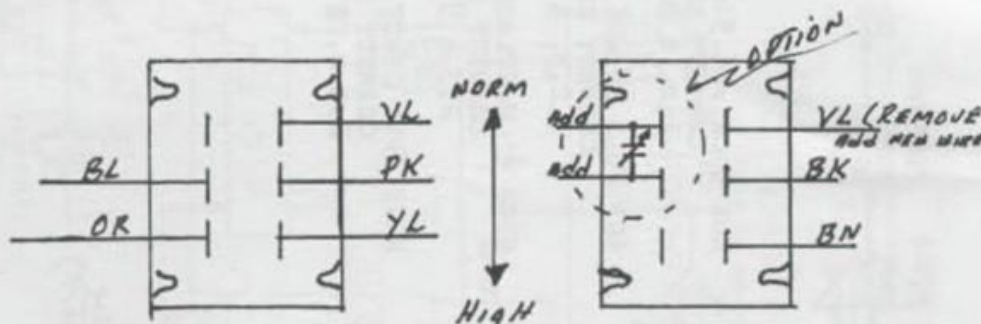 OPTION
NORM
VL
add
VL (REMOVE
add NEW WIRE
BL
PK
add
BK
OR
YL
BN
HIGH